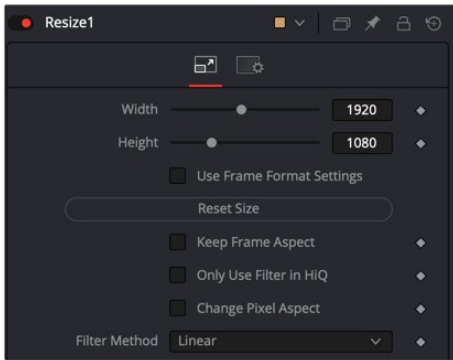 Resize1
Width 1920
Height 1080
Use Frame Format Settings
Reset Size
Keep Frame Aspect
Only Use Filter in HiQ
Change Pixel Aspect
Filter Method Linear